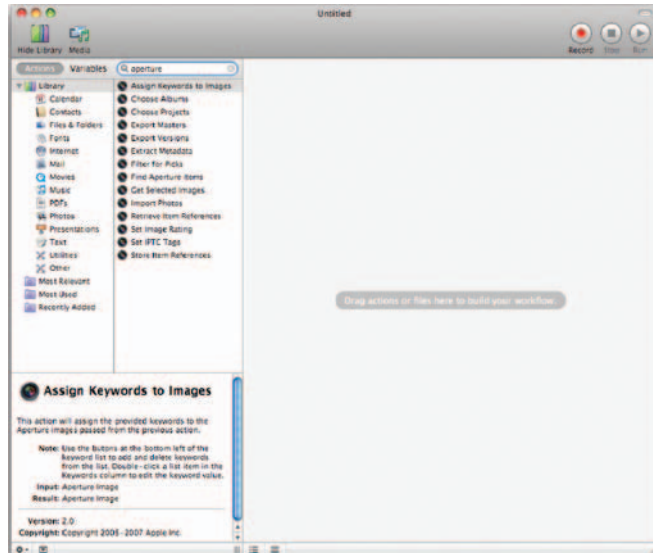 Untitled
Hide Library Media
Record Stop Run
Actions Variables aperture
Library
Calendar
Contacts
Files & Folders
Fonts
Internet
Mail
Movies
Music
PDFs
Photos
Presentations
Text
Utilities
Other
Most Relevant
Most Used
Recently Added
Assign Keywords to Images
Choose Albums
Choose Projects
Export Masters
Export Versions
Extract Metadata
Filter for Picks
Find Aperture Items
Get Selected Images
Import Photos
Retrieve Item References
Set Image Rating
Set IPTC Tags
Store Item References
Drag actions or files here to build your workflow.
Assign Keywords to Images
This action will assign the provided keywords to the
Aperture images passed from the previous action.
Note: Use the buttons at the bottom left of the
keyword list to add and delete keywords
from the list. Double-click a list item in the
Keywords column to edit the keyword value.
Input: Aperture Image
Result: Aperture Image
Version: 2.0
Copyright: Copyright 2005-2007 Apple Inc.